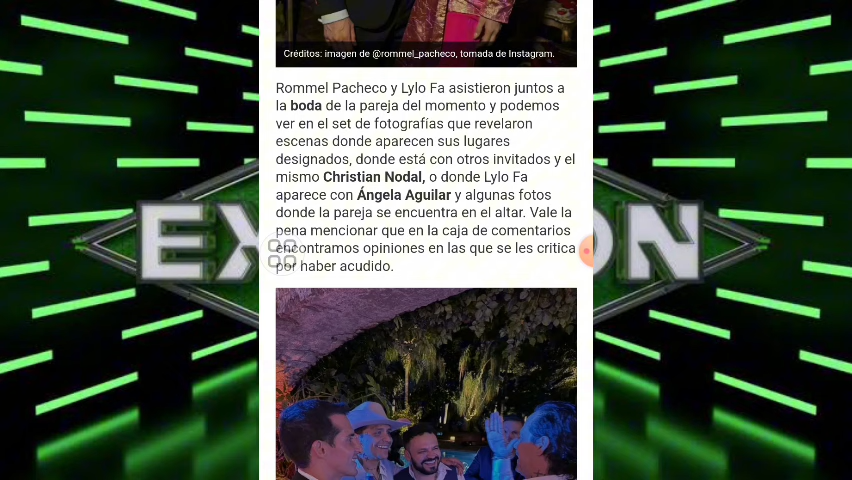 Créditos: imagen de @rommel_pacheco, tomada de Instagram.
Rommel Pacheco y Lylo Fa asistieron juntos a
la boda de la pareja del momento y podemos
ver en el set de fotografías que revelaron
escenas donde aparecen sus lugares
designados, donde está con otros invitados y el
mismo Christian Nodal, o donde Lylo Fa
aparece con Ángela Aguilar y algunas fotos
donde la pareja se encuentra en el altar. Vale la
pena mencionar que en la caja de comentarios
encontramos opiniones en las que se les critica
por haber acudido.
EX
ON